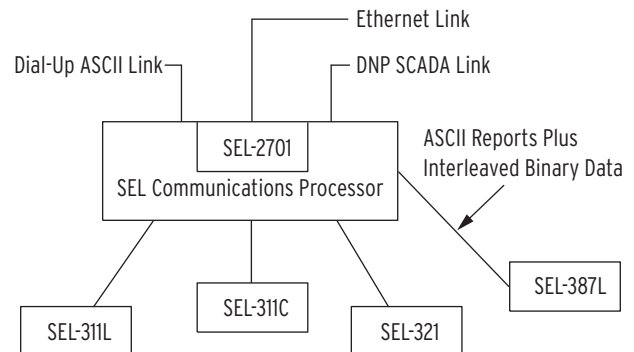 Ethernet Link
Dial-Up ASCII Link
DNP SCADA Link
SEL-2701
SEL Communications Processor
ASCII Reports Plus
Interleaved Binary Data
SEL-387L
SEL-311C
SEL-311L
SEL-321